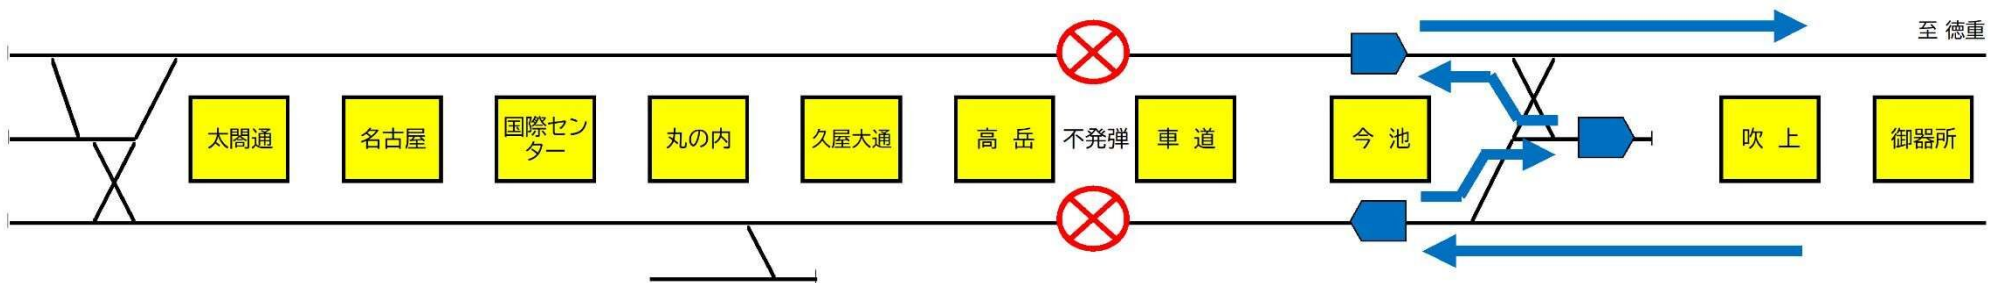 至 徳重
太閤通
名古屋
国際セン
ター
丸の内
久屋大通
高 岳
不発弾
車 道
今 池
吹 上
御器所